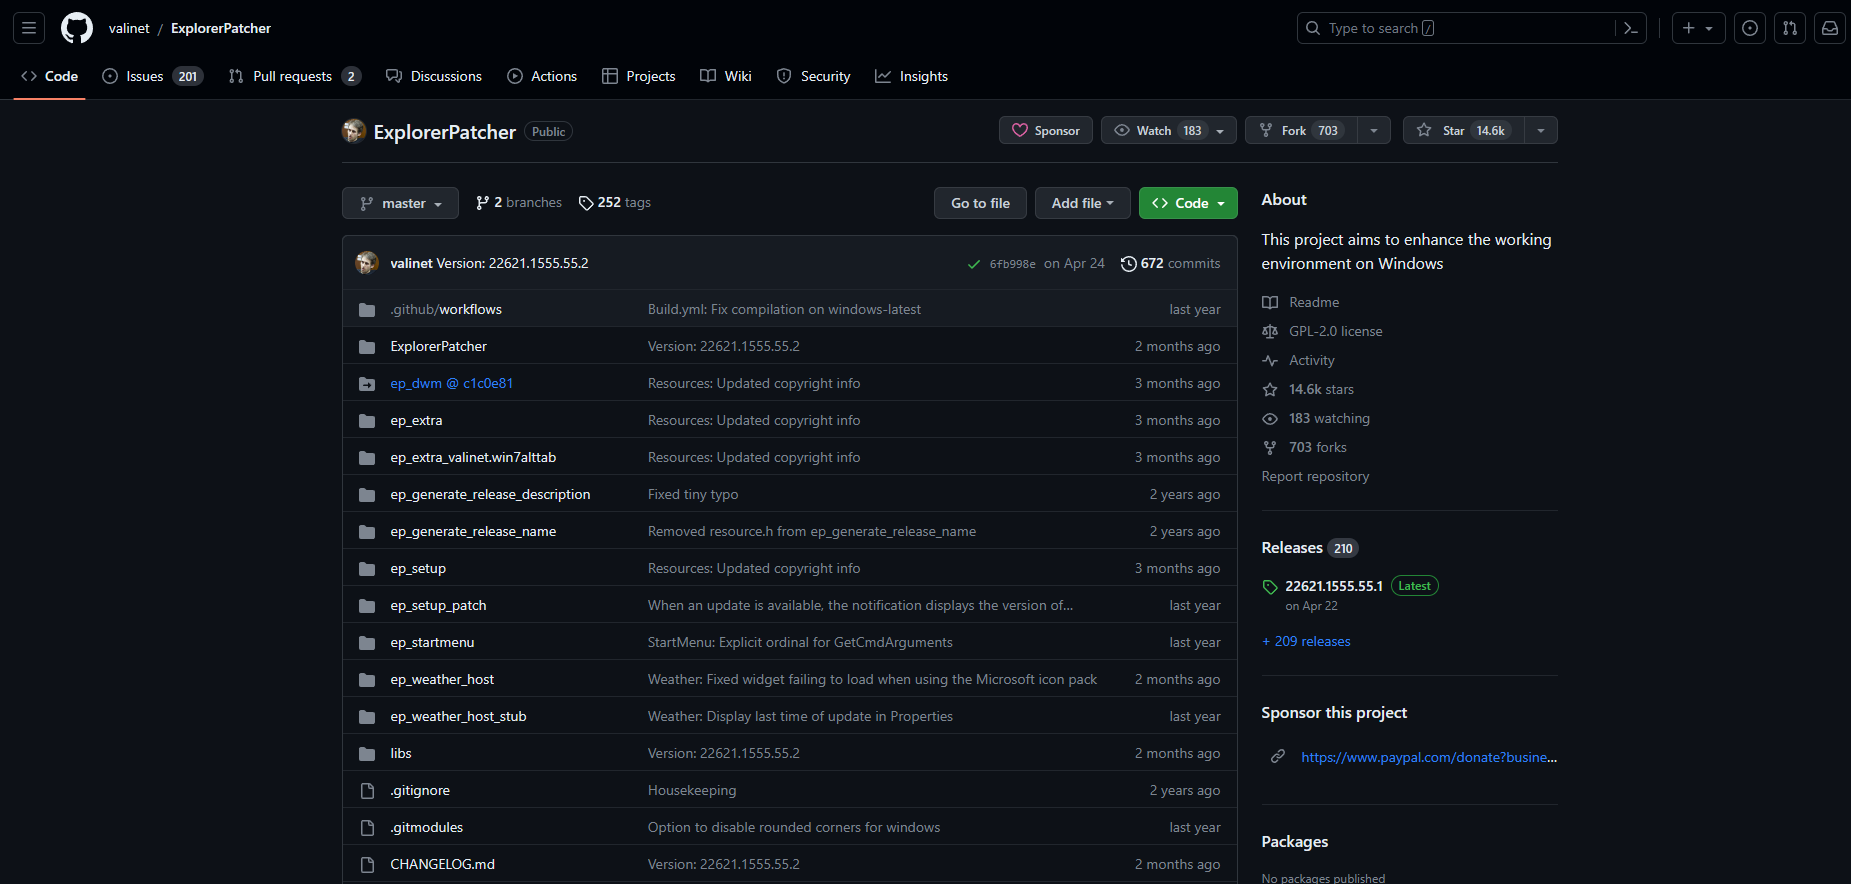 valinet / ExplorerPatcher
Type to search /
Code
Issues 201
Pull requests 2
Discussions
Actions
Projects
Wiki
Security
Insights
ExplorerPatcher Public
Sponsor
Watch 183
Fork 703
Star 14.6k
master
2 branches
252 tags
Go to file
Add file
Code
valinet Version: 22621.1555.55.2
6fb998e on Apr 24
672 commits
.github/workflows Build.yml: Fix compilation on windows-latest last year
ExplorerPatcher Version: 22621.1555.55.2 2 months ago
ep_dwm @ c1c0e81 Resources: Updated copyright info 3 months ago
ep_extra Resources: Updated copyright info 3 months ago
ep_extra_valinet.win7alttab Resources: Updated copyright info 3 months ago
ep_generate_release_description Fixed tiny typo 2 years ago
ep_generate_release_name Removed resource.h from ep_generate_release_name 2 years ago
ep_setup Resources: Updated copyright info 3 months ago
ep_setup_patch When an update is available, the notification displays the version of... last year
ep_startmenu StartMenu: Explicit ordinal for GetCmdArguments last year
ep_weather_host Weather: Fixed widget failing to load when using the Microsoft icon pack 2 months ago
ep_weather_host_stub Weather: Display last time of update in Properties last year
libs Version: 22621.1555.55.2 2 months ago
.gitignore Housekeeping 2 years ago
.gitmodules Option to disable rounded corners for windows last year
CHANGELOG.md Version: 22621.1555.55.2 2 months ago
About
This project aims to enhance the working
environment on Windows
Readme
GPL-2.0 license
Activity
14.6k stars
183 watching
703 forks
Report repository
Releases 210
22621.1555.55.1 Latest
on Apr 22
+ 209 releases
Sponsor this project
https://www.paypal.com/donate?busine...
Packages
No packages published